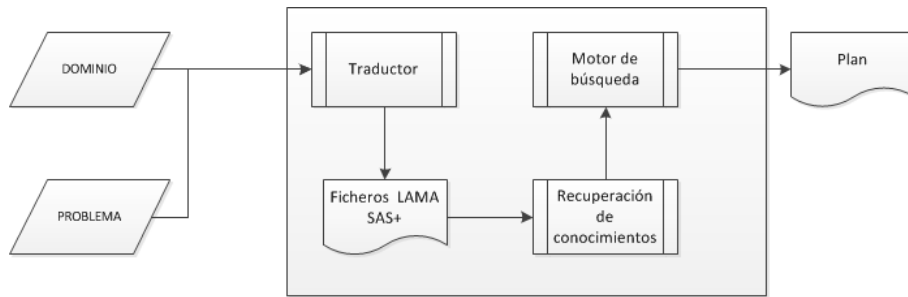 DOMINIO
Traductor
Motor de
búsqueda
Plan
PROBLEMA
Ficheros LAMA
SAS+
Recuperación
de
conocimientos